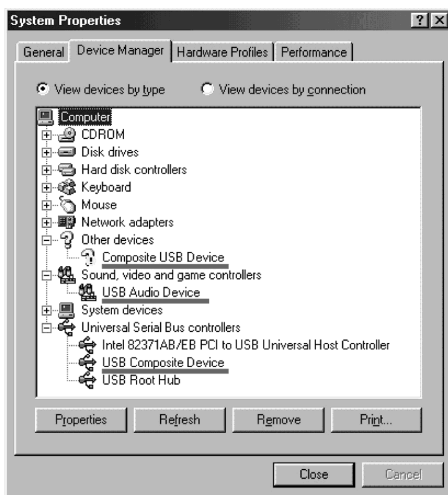 System Properties
General Device Manager Hardware Profiles Performance
View devices by type View devices by connection
Computer
CDROM
Disk drives
Hard disk controllers
Keyboard
Mouse
Network adapters
Other devices
Composite USB Device
Sound, video and game controllers
USB Audio Device
System devices
Universal Serial Bus controllers
Intel 82371AB/EB PCI to USB Universal Host Controller
USB Composite Device
USB Root Hub
Properties Refresh Remove Print...
Close Cancel